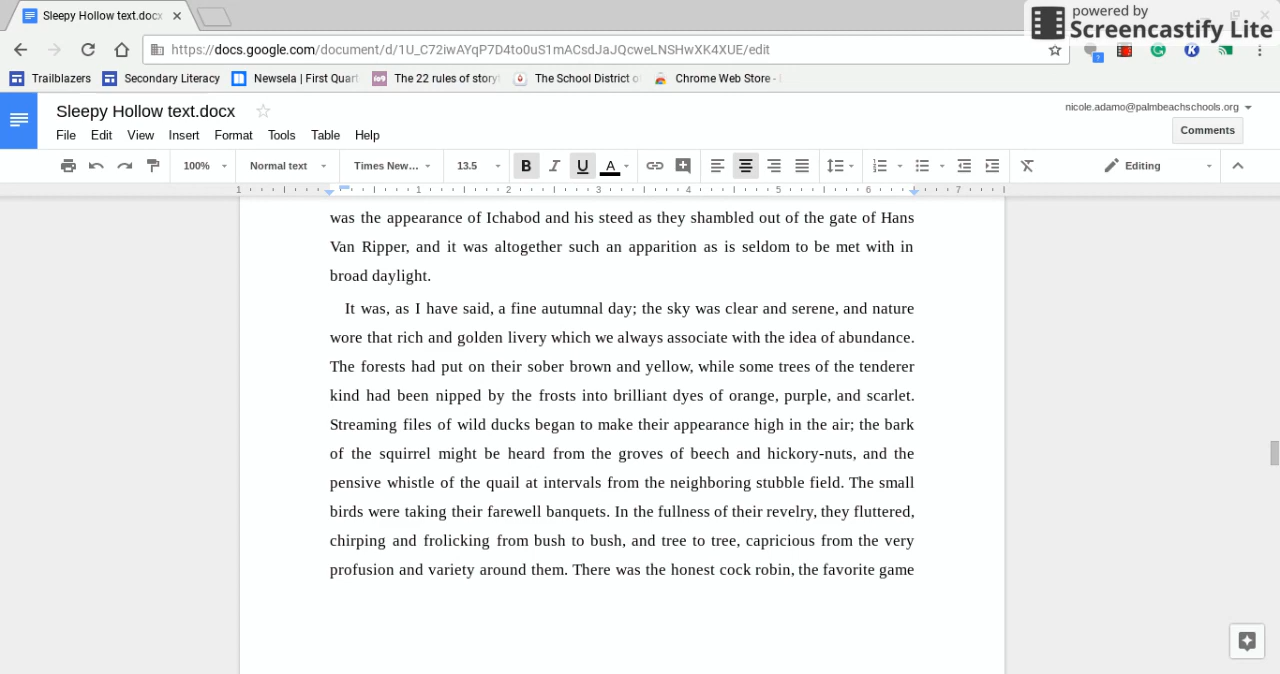 Sleepy Hollow text.docx
powered by
Screencastify Lite
https://docs.google.com/document/d/1U_C72iwAYqP7D4to0uS1mACsdJaJQcweLNSHwXK4XUE/edit
Trailblazers Secondary Literacy Newsela | First Quart The 22 rules of story The School District o Chrome Web Store -
Sleepy Hollow text.docx
nicole.adamo@palmbeachschools.org
File Edit View Insert Format Tools Table Help
Comments
100% Normal text Times New... 13.5 B I U A Editing
1 1 2 3 4 5 6 7
was the appearance of Ichabod and his steed as they shambled out of the gate of Hans
Van Ripper, and it was altogether such an apparition as is seldom to be met with in
broad daylight.
It was, as I have said, a fine autumnal day; the sky was clear and serene, and nature
wore that rich and golden livery which we always associate with the idea of abundance.
The forests had put on their sober brown and yellow, while some trees of the tenderer
kind had been nipped by the frosts into brilliant dyes of orange, purple, and scarlet.
Streaming files of wild ducks began to make their appearance high in the air; the bark
of the squirrel might be heard from the groves of beech and hickory-nuts, and the
pensive whistle of the quail at intervals from the neighboring stubble field. The small
birds were taking their farewell banquets. In the fullness of their revelry, they fluttered,
chirping and frolicking from bush to bush, and tree to tree, capricious from the very
profusion and variety around them. There was the honest cock robin, the favorite game